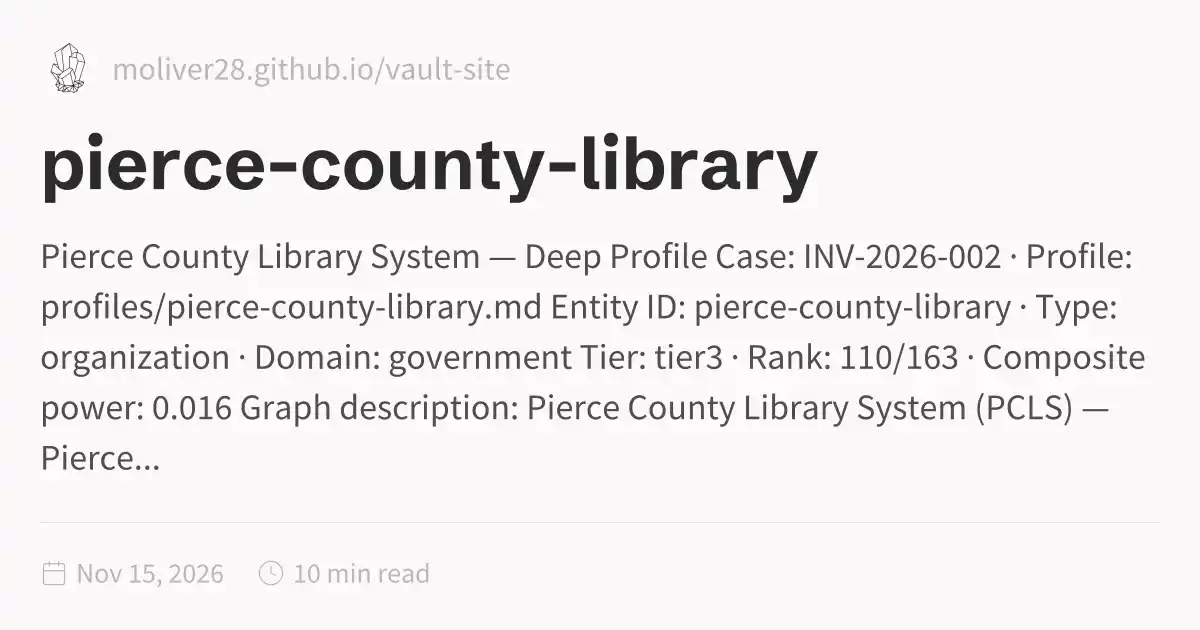 moliver28.github.io/vault-site
pierce-county-library
Pierce County Library System — Deep Profile Case: INV-2026-002 · Profile:
profiles/pierce-county-library.md Entity ID: pierce-county-library · Type:
organization · Domain: government Tier: tier3 · Rank: 110/163 · Composite
power: 0.016 Graph description: Pierce County Library System (PCLS) —
Pierce...
Nov 15, 2026 10 min read